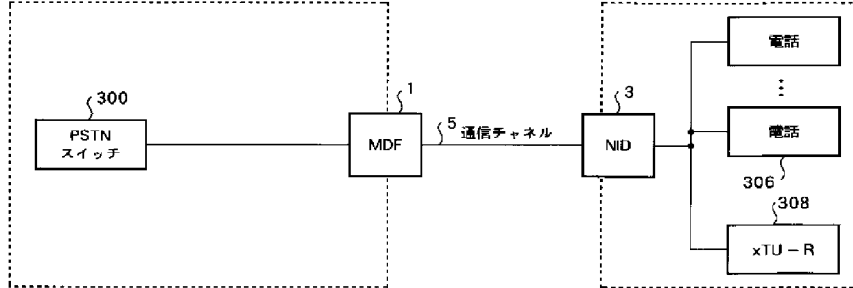 300
PSTN
スイッチ
1
MDF
5 通信チャネル
3
NID
電話
電話
306
308
xTU－R